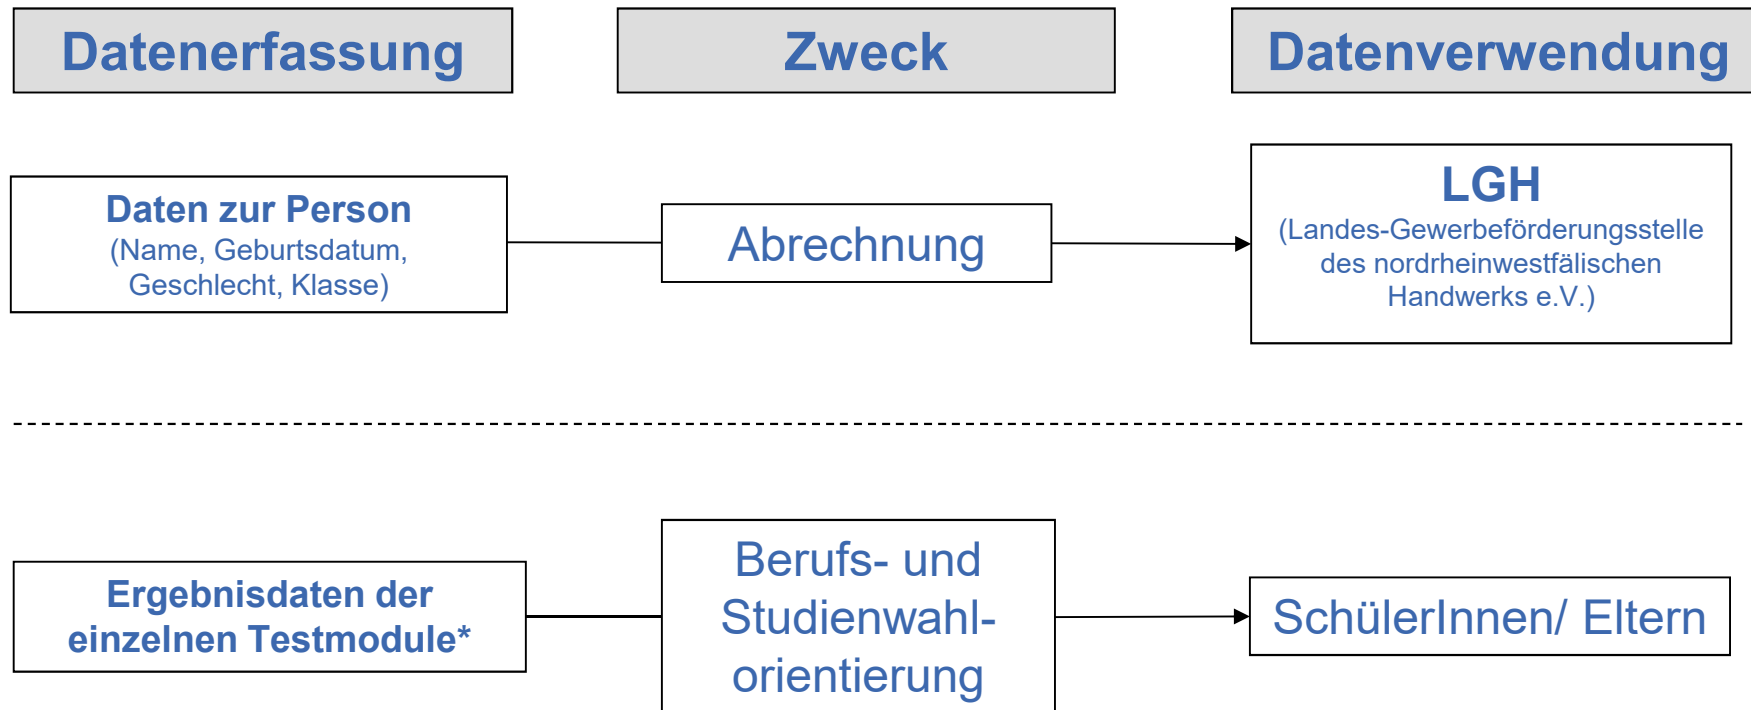 Datenerfassung
Zweck
Datenverwendung
Daten zur Person
(Name, Geburtsdatum,
Geschlecht, Klasse)
Abrechnung
LGH
(Landes-Gewerbeförderungsstelle
des nordrheinwestfälischen
Handwerks e.V.)
Ergebnisdaten der
einzelnen Testmodule*
Berufs- und
Studienwahl-
orientierung
SchülerInnen/ Eltern